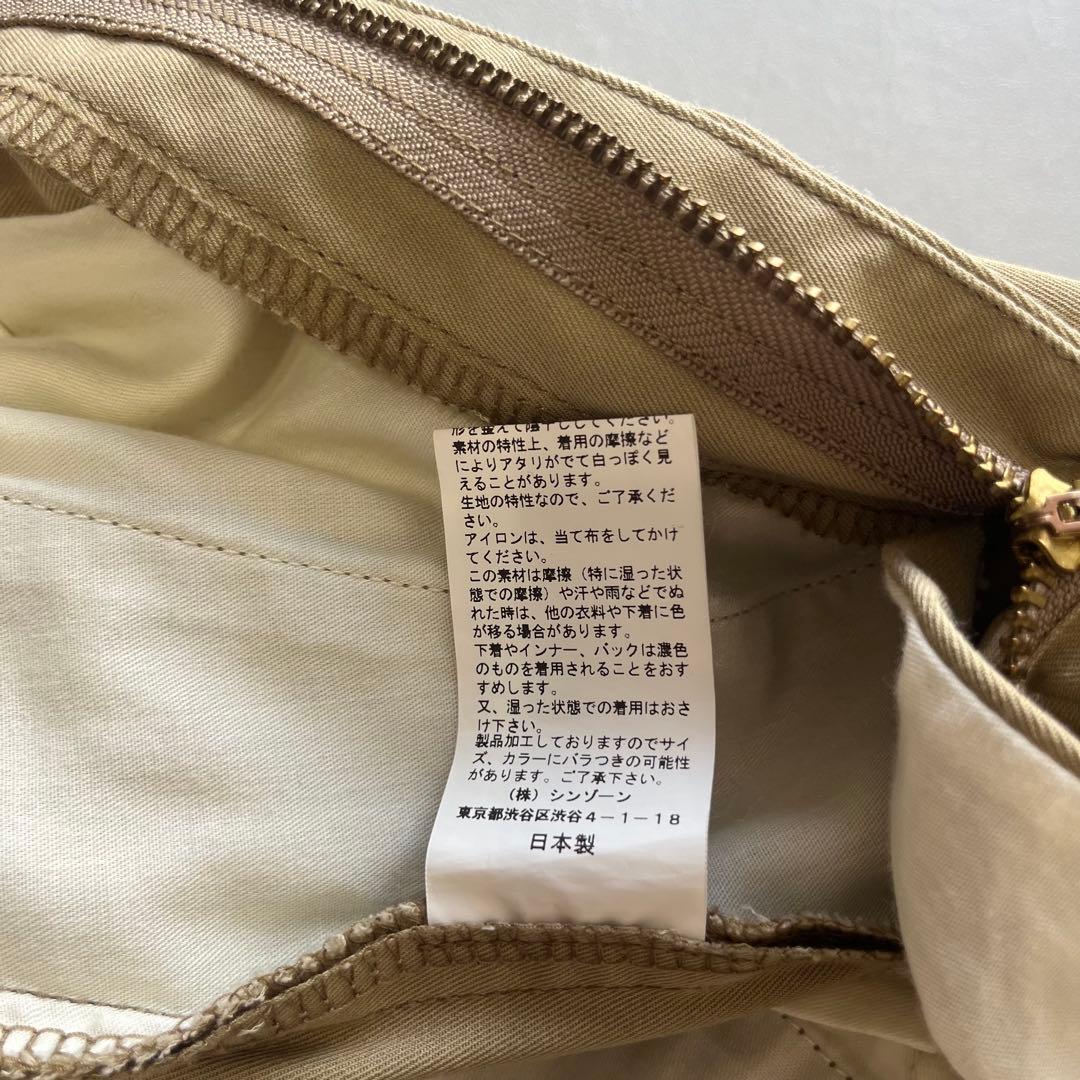 形を整えて陰干ししてください。
素材の特性上、着用の摩擦など
によりアタリがでて白っぽく見
えることがあります。
生地の特性なので、ご了承くだ
さい。
アイロンは、当て布をしてかけ
てください。
この素材は摩擦（特に湿った状
態での摩擦）や汗や雨などでぬ
れた時は、他の衣料や下着に色
が移る場合があります。
下着やインナー、バックは濃色
のものを着用されることをおす
すめします。
又、湿った状態での着用はおさ
け下さい。
製品加工しておりますのでサイ
ズ、カラーにバラつきの可能性
があります。ご了承下さい。
（株）シンゾーン
東京都渋谷区渋谷４－１－１８
日本製